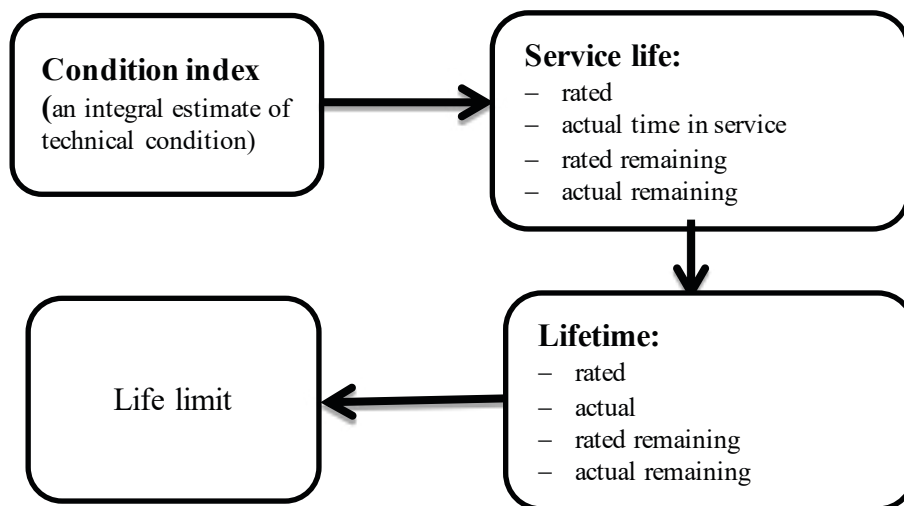 Condition index
(an integral estimate of
technical condition)
Service life:
– rated
– actual time in service
– rated remaining
– actual remaining
Lifetime:
– rated
– actual
– rated remaining
– actual remaining
Life limit